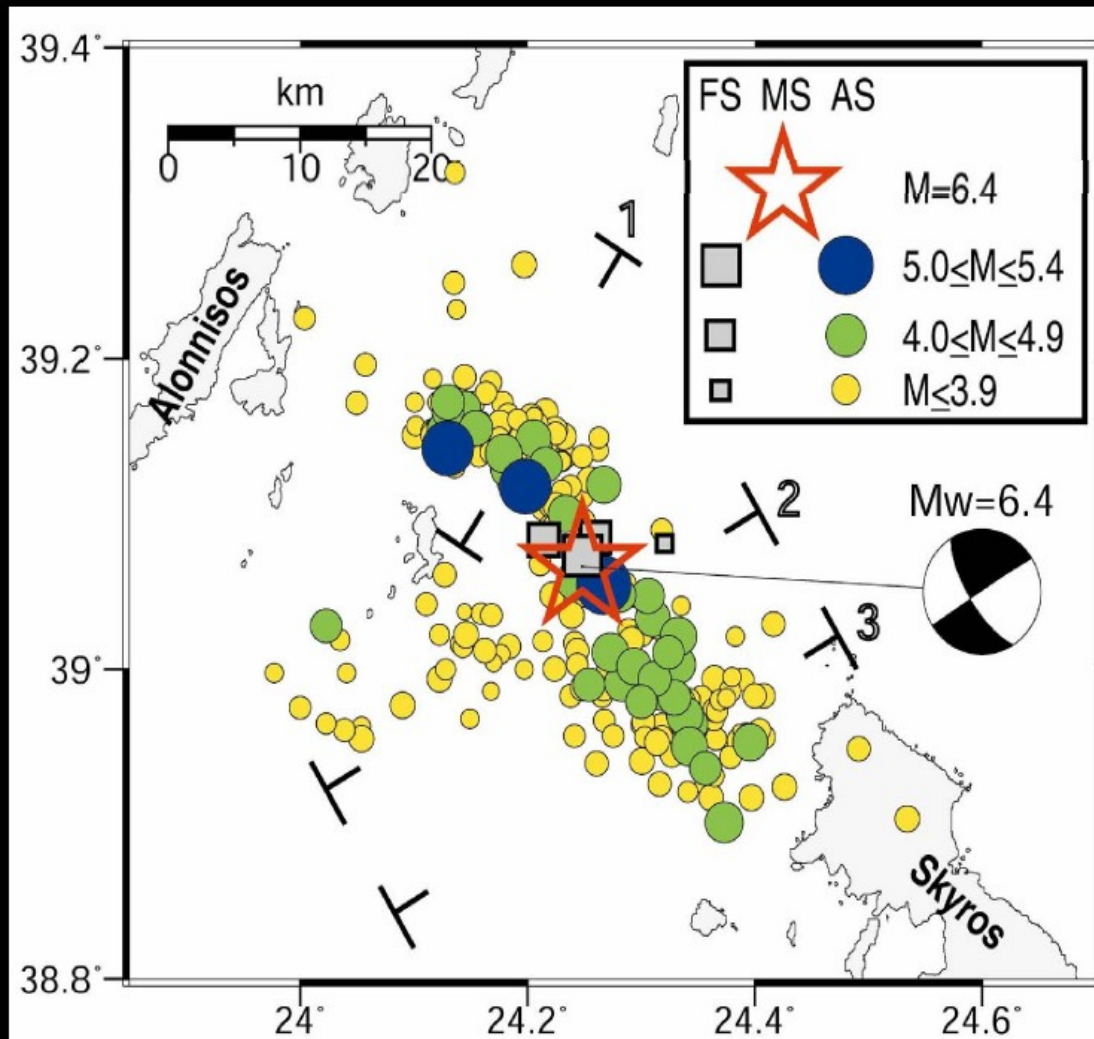 39.4°
km
0 10 20
FS MS AS
M=6.4
5.0≤M≤5.4
4.0≤M≤4.9
M≤3.9
1
Alonnisos
39.2°
2
Mw=6.4
3
39°
Skyros
38.8°
24° 24.2° 24.4° 24.6°